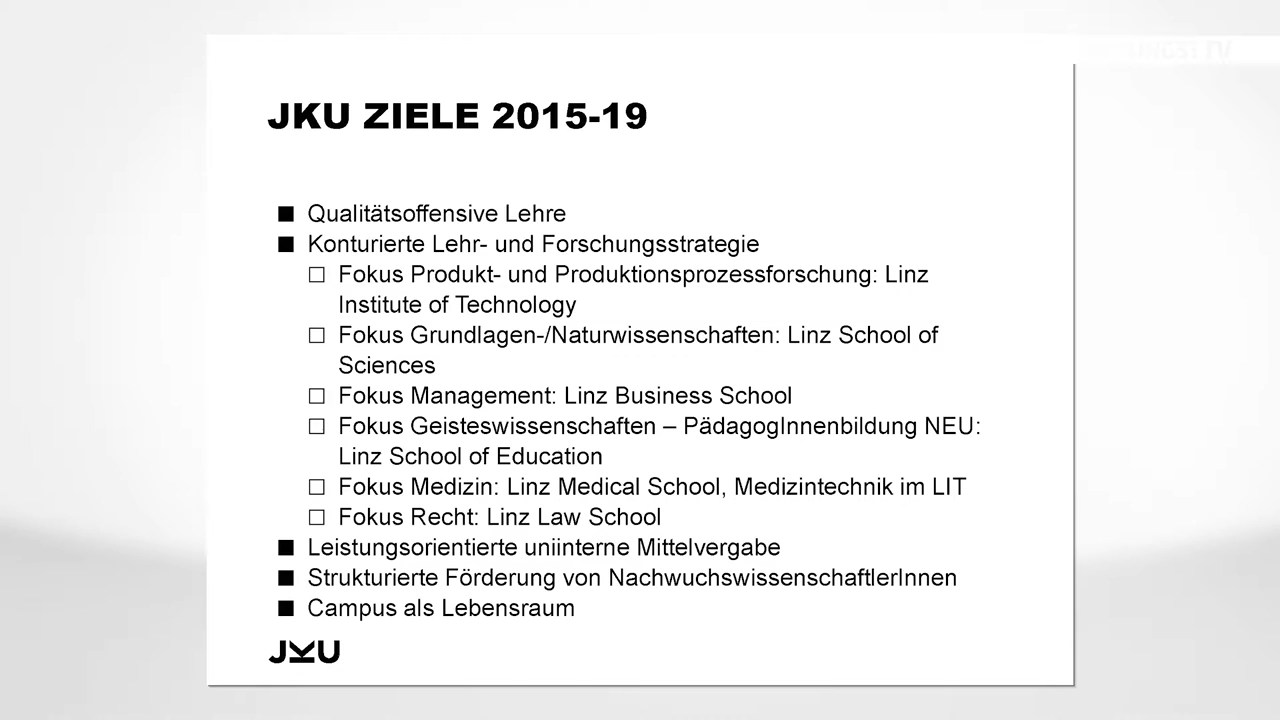 JKU ZIELE 2015-19
■ Qualitätsoffensive Lehre
■ Konturierte Lehr- und Forschungsstrategie
□ Fokus Produkt- und Produktionsprozessforschung: Linz
Institute of Technology
□ Fokus Grundlagen-/Naturwissenschaften: Linz School of
Sciences
□ Fokus Management: Linz Business School
□ Fokus Geisteswissenschaften – PädagogInnenbildung NEU:
Linz School of Education
□ Fokus Medizin: Linz Medical School, Medizintechnik im LIT
□ Fokus Recht: Linz Law School
■ Leistungsorientierte uniinterne Mittelvergabe
■ Strukturierte Förderung von NachwuchswissenschaftlerInnen
■ Campus als Lebensraum
JKU